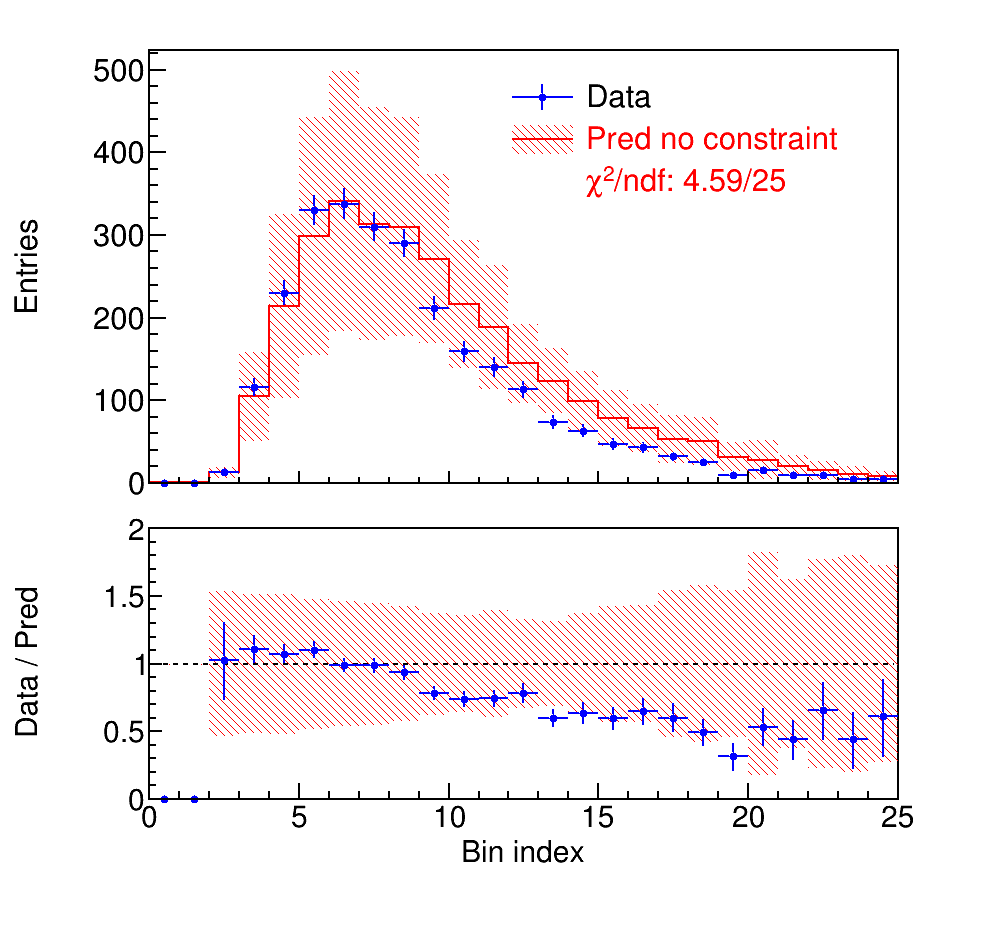 Entries
500
400
300
200
100
0
Data
Pred no constraint
χ²/ndf: 4.59/25
Data / Pred
2
1.5
1
0.5
0
0 5 10 15 20 25
Bin index